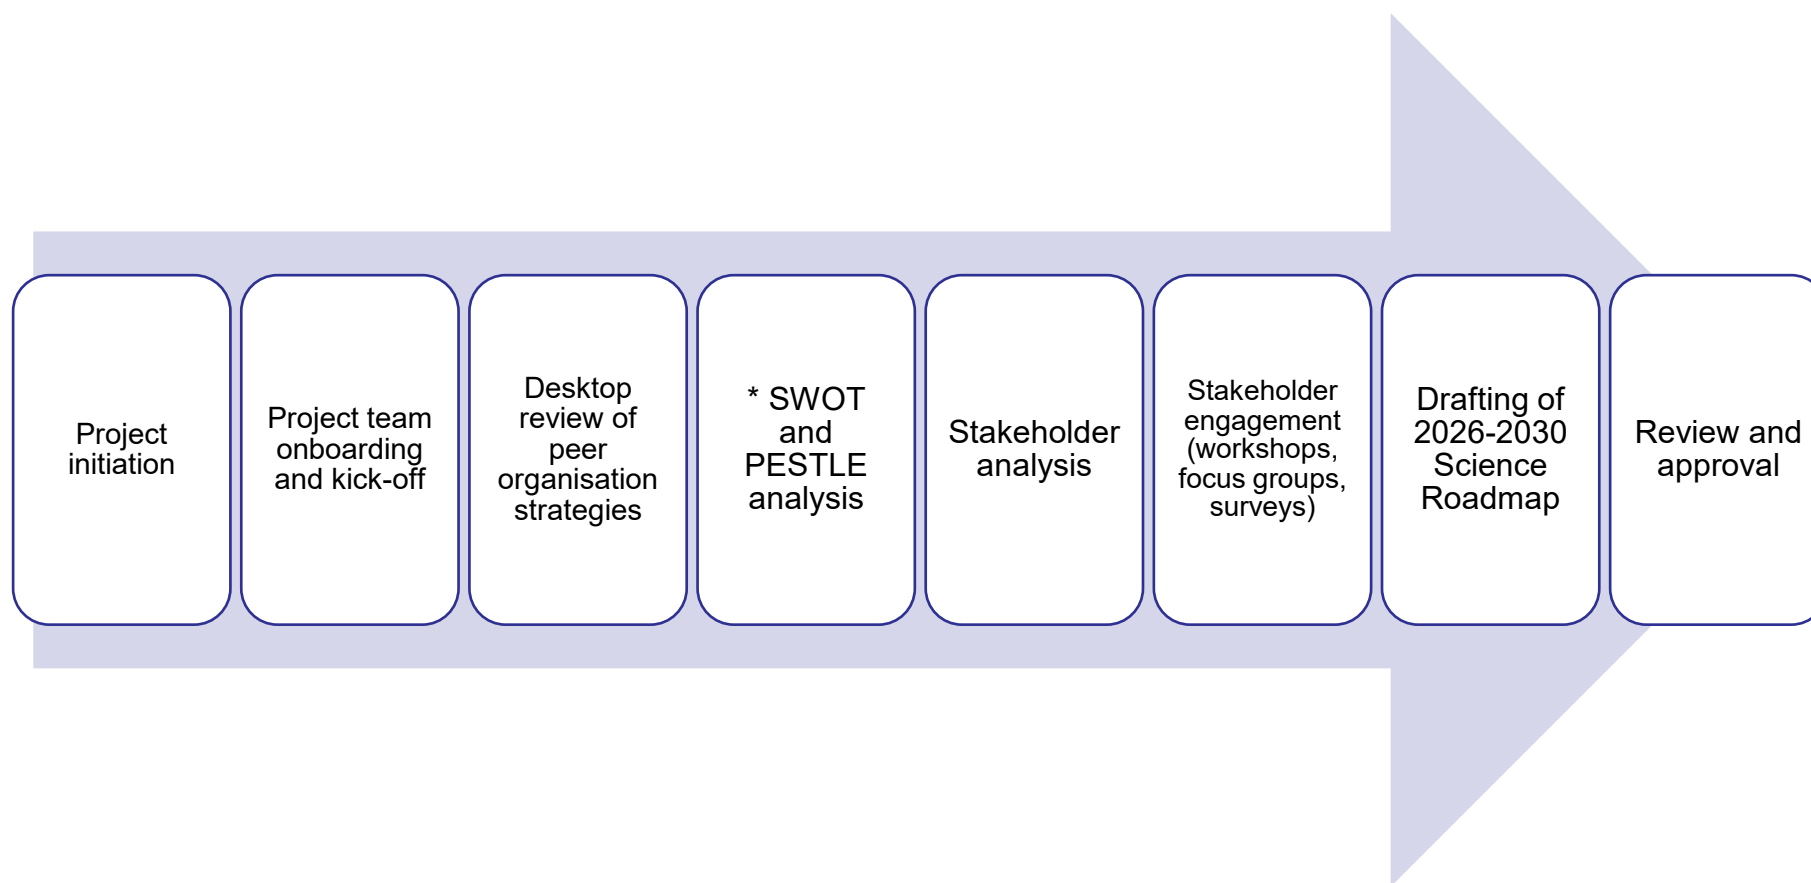 Project
initiation
Project team
onboarding
and kick-off
Desktop
review of
peer
organisation
strategies
* SWOT
and
PESTLE
analysis
Stakeholder
analysis
Stakeholder
engagement
(workshops,
focus groups,
surveys)
Drafting of
2026-2030
Science
Roadmap
Review and
approval